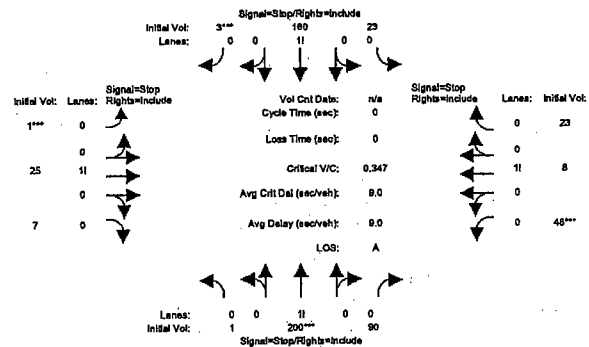 Signal=Stop/Rights=Include
Initial Vol: 3*** 160 23
Lanes: 0 0 1! 0 0
Signal=Stop
Initial Vol: Lanes: Rights=Include
Vol Cnt Date: n/a
Signal=Stop
Rights=Include Lanes: Initial Vol:
1*** 0
Cycle Time (sec): 0
0 23
0
Loss Time (sec): 0
0
25 1!
Critical V/C: 0.347
1! 8
0
Avg Crit Del (sec/veh): 9.0
0
7 0
Avg Delay (sec/veh): 9.0
0 48***
LOS: A
Lanes: 0 0 1! 0 0
Initial Vol: 1 200*** 90
Signal=Stop/Rights=Include